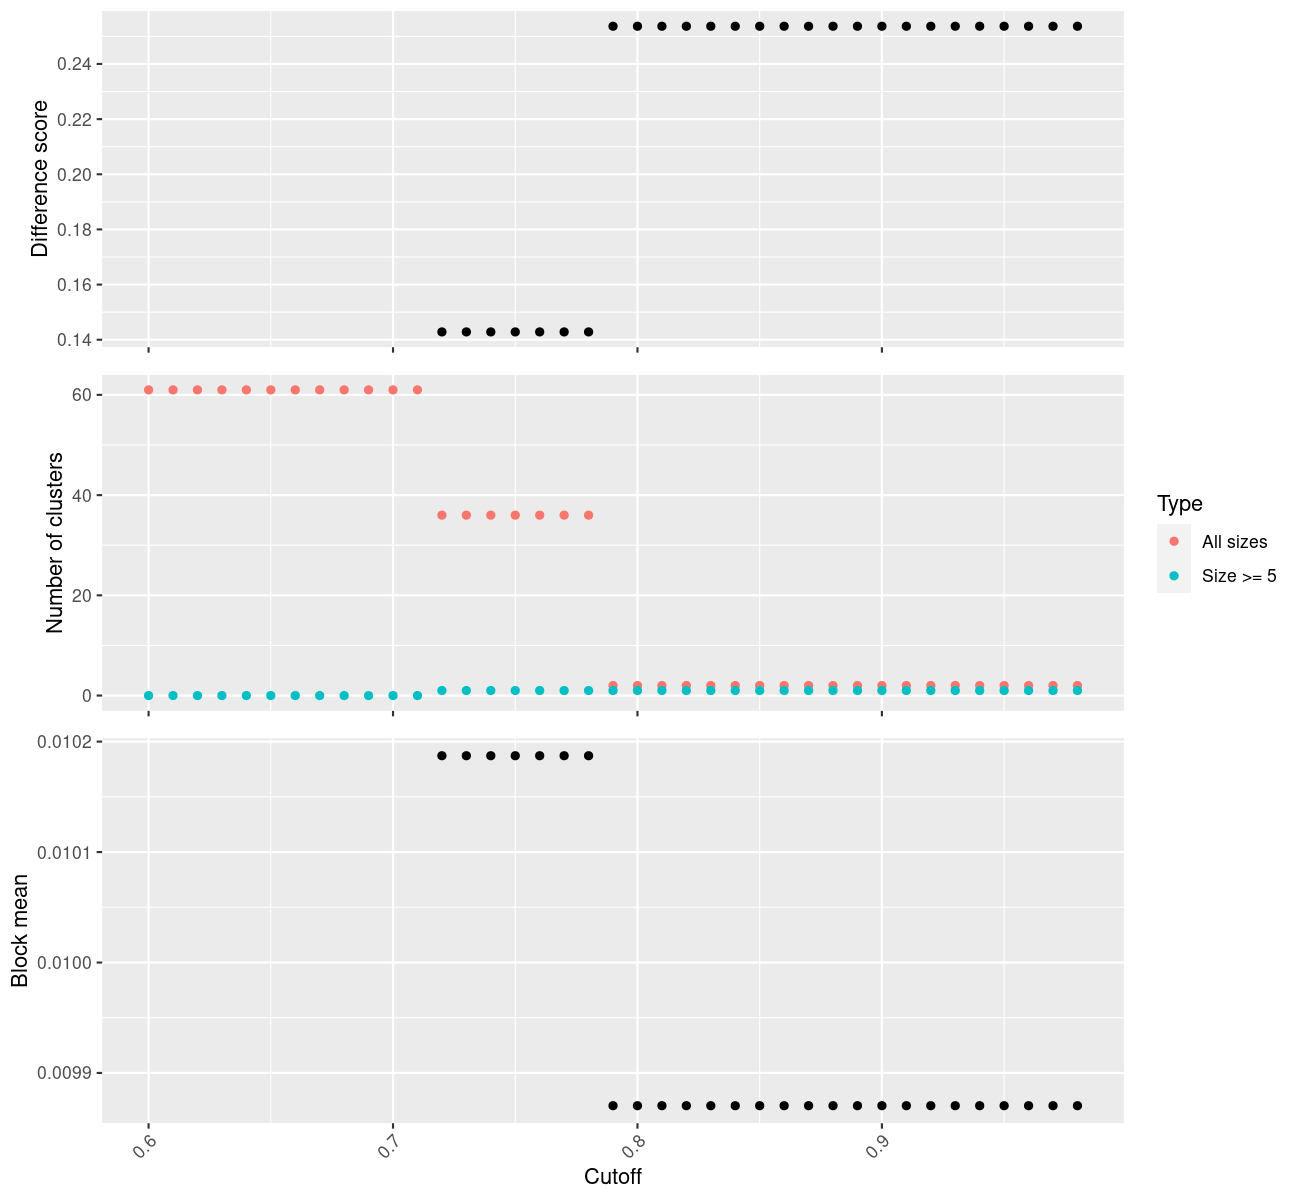 Difference score
0.24
0.22
0.20
0.18
0.16
0.14
Number of clusters
60
40
20
0
Type
All sizes
Size >= 5
Block mean
0.0102
0.0101
0.0100
0.0099
0.6
0.7
0.8
0.9
Cutoff